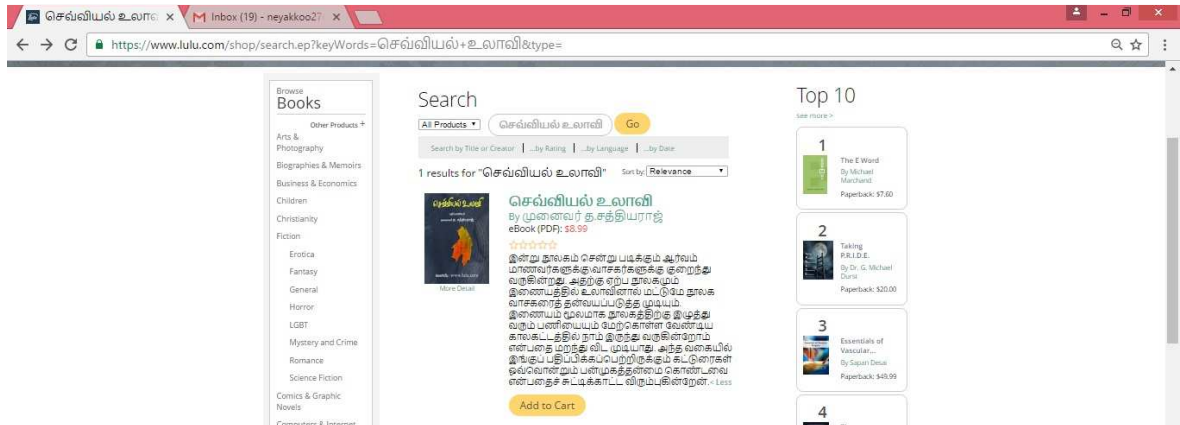 செவ்வியல் உலாவ
Inbox (19) - neyakkoo27
https://www.lulu.com/shop/search.ep?keyWords=செவ்வியல்+உலாவி&type=
Browse
Books
Other Products +
Arts &
Photography
Biographies & Memoirs
Business & Economics
Children
Christianity
Fiction
Erotica
Fantasy
General
Horror
LGBT
Mystery and Crime
Romance
Science Fiction
Comics & Graphic
Novels
Computers & Internet
Search
All Products
செவ்வியல் உலாவி
Go
Search by Title or Creator | ...by Rating | ...by Language | ...by Date
1 results for "செவ்வியல் உலாவி"
Sort by: Relevance
செவ்வியல் உலாவி
More Detail
செவ்வியல் உலாவி
By முனைவர் த.சத்தியராஜ்
eBook (PDF): $8.99
இன்று நூலகம் சென்று படிக்கும் ஆர்வம்
மாணவர்களுக்கு\வாசகர்களுக்கு குறைந்து
வருகின்றது. அதற்கு ஏற்ப நூலகமும்
இணையத்தில் உலாவினால் மட்டுமே நூலக
வாசகரைத் தன்வயப்படுத்த முடியும்.
இணையம் மூலமாக நூலகத்திற்கு இழுத்து
வரும் பணியையும் மேற்கொள்ள வேண்டிய
காலகட்டத்தில் நாம் இருந்து வருகின்றோம்
என்பதை மறந்து விட முடியாது. அந்த வகையில்
இங்குப் பதிப்பிக்கப்பெற்றிருக்கும் கட்டுரைகள்
ஒவ்வொன்றும் பன்முகத்தன்மை கொண்டவை
என்பதைச் சுட்டிக்காட்ட விரும்புகின்றேன்.< Less
Add to Cart
Top 10
see more >
1
The E Word
By Michael
Marchand
Paperback: $7.60
2
Taking
P.R.I.D.E.
By Dr. G. Michael
Durst
Paperback: $20.00
3
Essentials of
Vascular...
By Sapan Desai
Paperback: $49.99
4